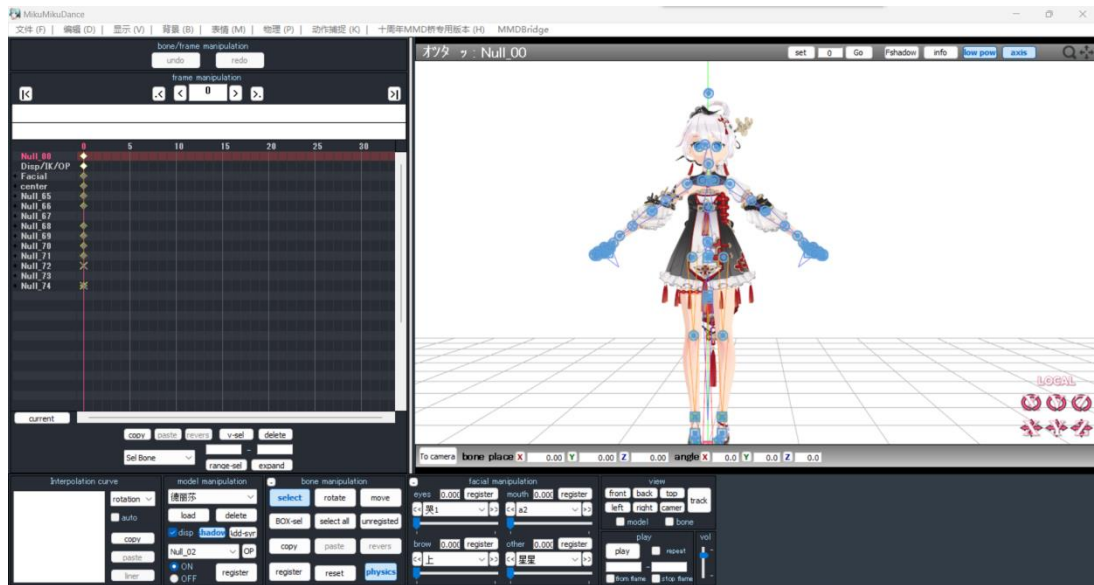 MikuMikuDance
文件 (F) | 编辑 (D) | 显示 (V) | 背景 (B) | 表情 (M) | 物理 (P) | 动作捕捉 (K) | 十周年MMD桥专用版本 (H) MMDBridge
bone/frame manipulation
undo redo
frame manipulation
0
0 5 10 15 20 25 30
Null_00
Disp/IK/OP
Facial
center
Null_65
Null_66
Null_67
Null_68
Null_69
Null_70
Null_71
Null_72
Null_73
Null_74
current
copy paste revers v-sel delete
Sel Bone -
range-sel expand
: Null_00
set 0 Go Fshadow info low pow axis
LOCAL
To camera bone place X 0.00 Y 0.00 Z 0.00 angle X 0.0 Y 0.0 Z 0.0
Interpolation curve
rotation
auto
copy
paste
liner
model manipulation
德丽莎
load delete
disp shadow Add-syn
Null_02 OP
ON
OFF register
bone manipulation
select rotate move
BOX-sel select all unregisted
copy paste revers
register reset physics
facial manipulation
eyes 0.000 register mouth 0.000 register
<< 哭1 >> << a2 >>
brow 0.000 register other 0.000 register
<< 上 >> << 星星 >>
view
front back top track
left right camer
model bone
play
play repeat
-
from flame stop flame
vol